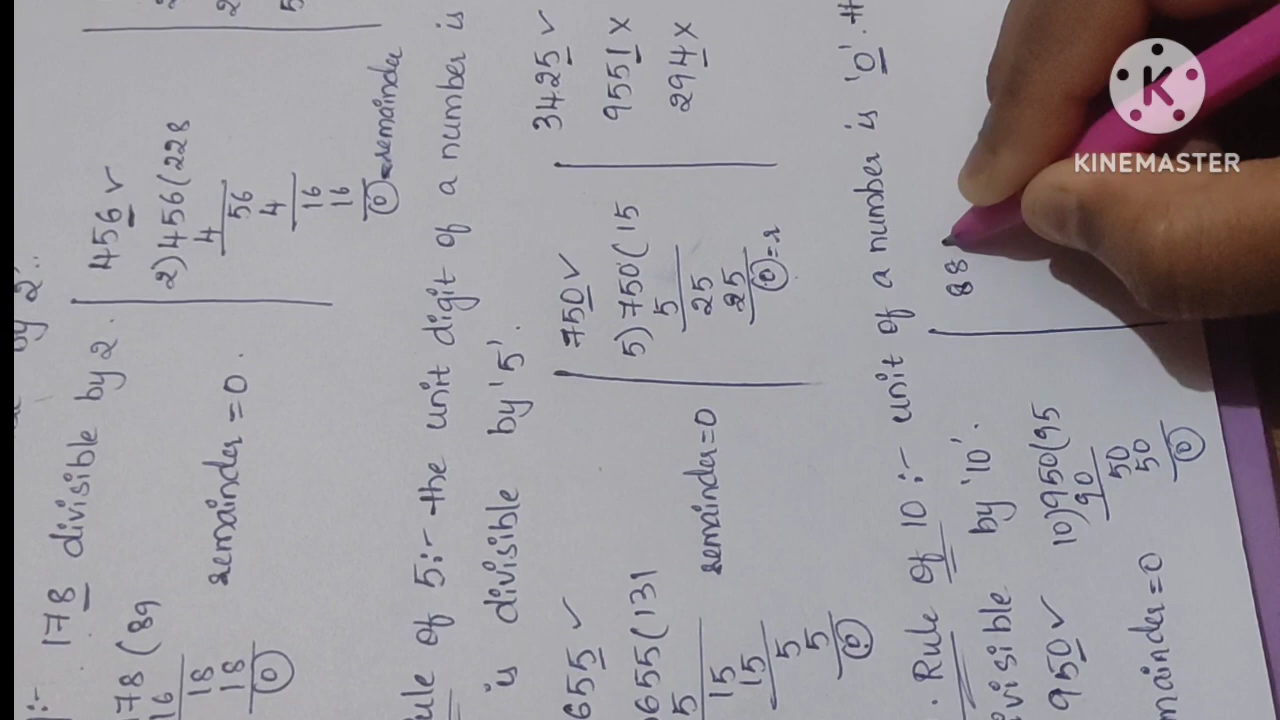 by 2'.:
:- 178 divisible by 2.
456 ✓
178 (89
2) 456 (228
16
4
18
56
18
4
0
16
16
0 = remainder
remainder = 0.
Rule of 5:- the unit digit of a number is
is divisible by '5'.
655 ✓
750 ✓
3425 ✓
655 (131
5) 750 (15
9551 x
5
5
294 x
15
25
15
25
5
0 = r
5
0
remainder = 0
Rule of 10:- unit of a number is '0'. th
divisible by '10'.
88
950 ✓
10) 950 (95
90
50
50
0
remainder = 0
KINEMASTER